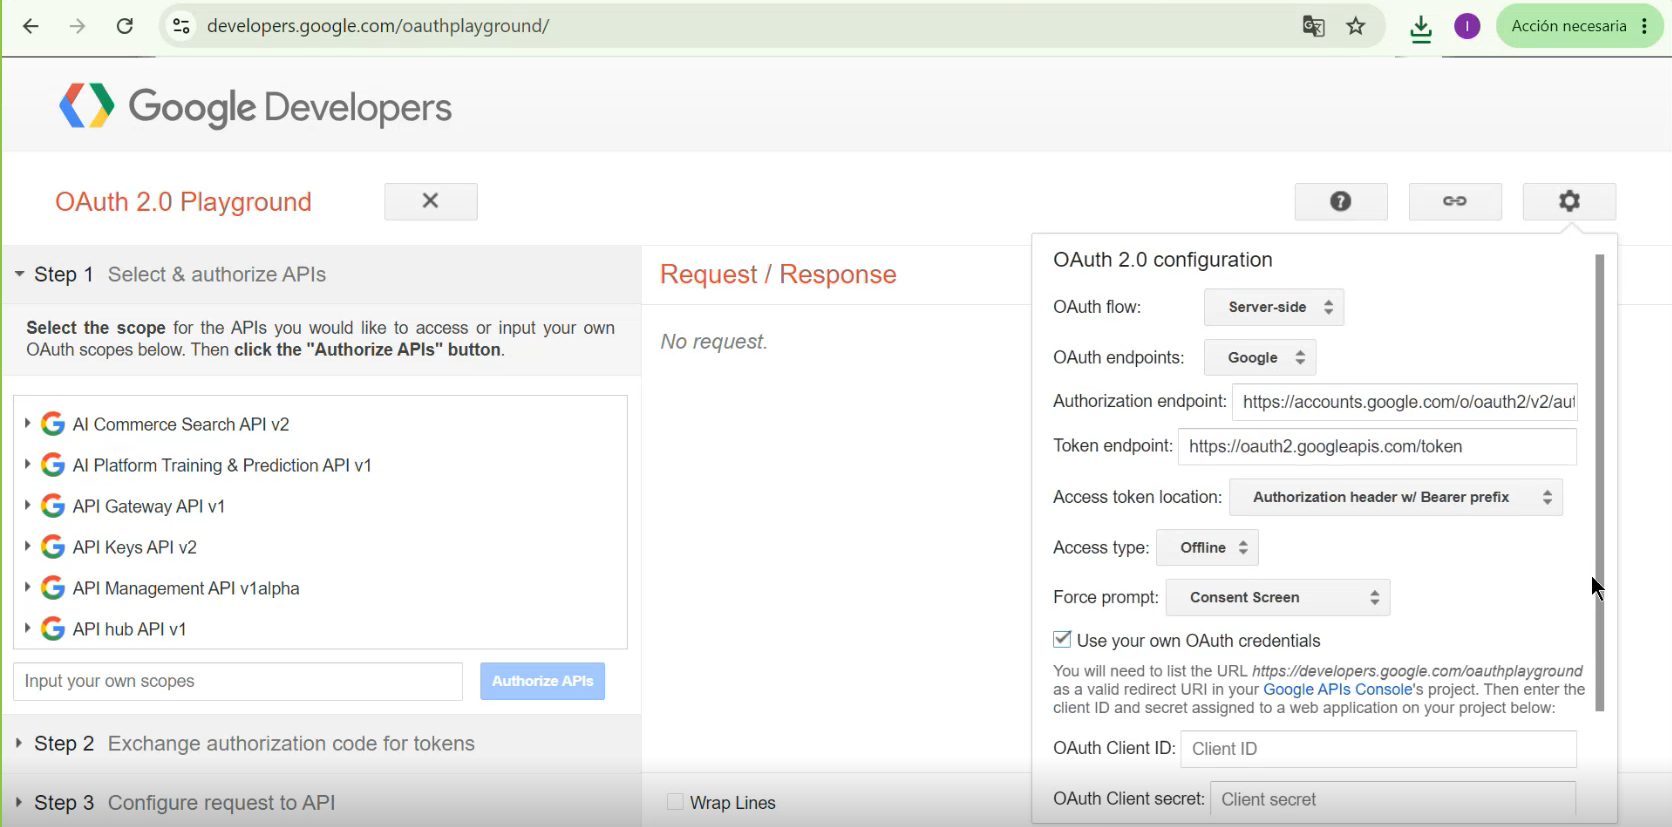 developers.google.com/oauthplayground/
I
Acción necesaria
Google Developers
OAuth 2.0 Playground
Step 1 Select & authorize APIs
Select the scope for the APIs you would like to access or input your own
OAuth scopes below. Then click the "Authorize APIs" button.
AI Commerce Search API v2
AI Platform Training & Prediction API v1
API Gateway API v1
API Keys API v2
API Management API v1alpha
API hub API v1
Input your own scopes
Authorize APIs
Step 2 Exchange authorization code for tokens
Step 3 Configure request to API
Request / Response
No request.
Wrap Lines
OAuth 2.0 configuration
OAuth flow: Server-side
OAuth endpoints: Google
Authorization endpoint: https://accounts.google.com/o/oauth2/v2/aut
Token endpoint: https://oauth2.googleapis.com/token
Access token location: Authorization header w/ Bearer prefix
Access type: Offline
Force prompt: Consent Screen
Use your own OAuth credentials
You will need to list the URL https://developers.google.com/oauthplayground
as a valid redirect URI in your Google APIs Console's project. Then enter the
client ID and secret assigned to a web application on your project below:
OAuth Client ID: Client ID
OAuth Client secret: Client secret